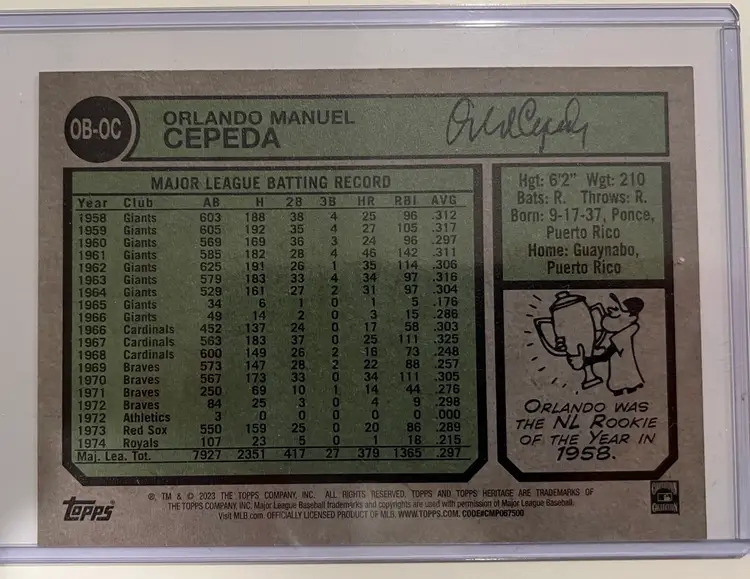 OB-OC
ORLANDO MANUEL
CEPEDA
Orlando Cepeda
MAJOR LEAGUE BATTING RECORD
Year Club AB H 2B 3B HR RBI AVG
1958 Giants 603 188 38 4 25 96 .312
1959 Giants 605 192 35 4 27 105 .317
1960 Giants 569 169 36 3 24 96 .297
1961 Giants 585 182 28 4 46 142 .311
1962 Giants 625 191 26 1 35 114 .306
1963 Giants 579 183 33 4 34 97 .316
1964 Giants 529 161 27 2 31 97 .304
1965 Giants 34 6 1 0 1 5 .176
1966 Giants 49 14 2 0 3 15 .286
1966 Cardinals 452 137 24 0 17 58 .303
1967 Cardinals 563 183 37 0 25 111 .325
1968 Cardinals 600 149 26 2 16 73 .248
1969 Braves 573 147 28 2 22 88 .257
1970 Braves 567 173 33 0 34 111 .305
1971 Braves 250 69 10 1 14 44 .276
1972 Braves 84 25 3 0 4 9 .298
1972 Athletics 3 0 0 0 0 0 .000
1973 Red Sox 550 159 25 0 20 86 .289
1974 Royals 107 23 5 0 1 18 .215
Maj. Lea. Tot. 7927 2351 417 27 379 1365 .297
Hgt: 6'2" Wgt: 210
Bats: R. Throws: R.
Born: 9-17-37, Ponce,
Puerto Rico
Home: Guaynabo,
Puerto Rico
ORLANDO WAS
THE NL ROOKIE
OF THE YEAR IN
1958.
topps
®, TM & © 2023 THE TOPPS COMPANY, INC. ALL RIGHTS RESERVED. TOPPS AND TOPPS HERITAGE ARE TRADEMARKS OF
THE TOPPS COMPANY, INC. Major League Baseball trademarks and copyrights are used with permission of Major League Baseball.
Visit MLB.com. OFFICIALLY LICENSED PRODUCT OF MLB. WWW.TOPPS.COM. CODE#CMP067500